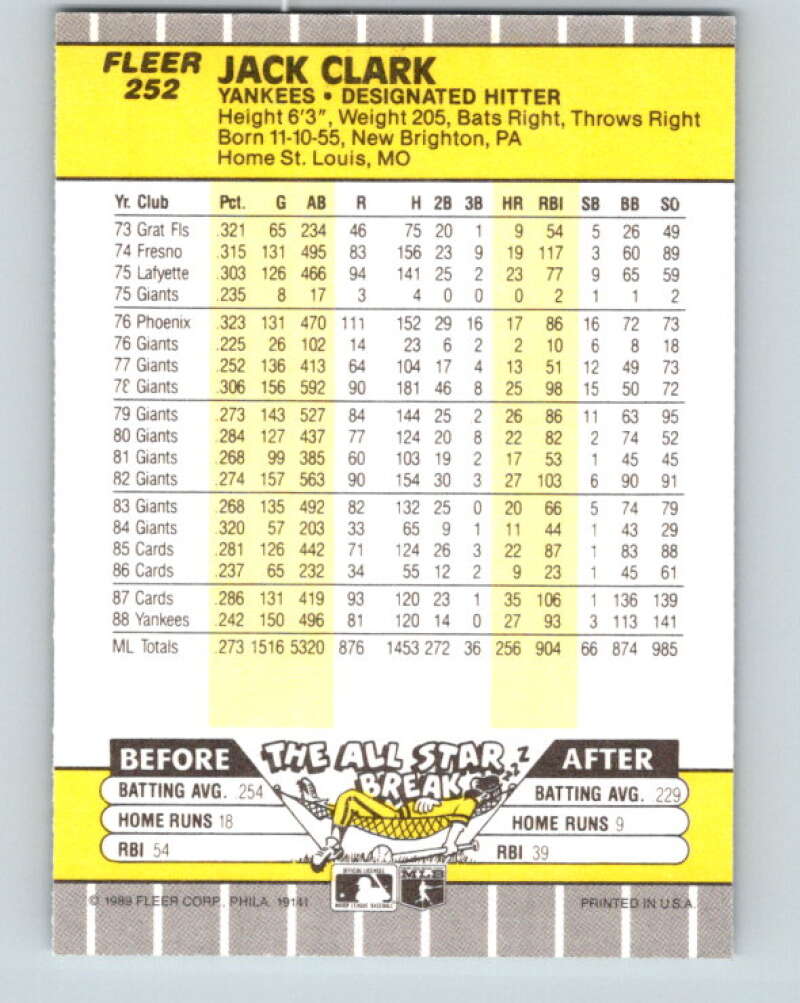 FLEER JACK CLARK
252 YANKEES • DESIGNATED HITTER
Height 6'3", Weight 205, Bats Right, Throws Right
Born 11-10-55, New Brighton, PA
Home St. Louis, MO
Yr. Club Pct. G AB R H 2B 3B HR RBI SB BB SO
73 Grat Fls .321 65 234 46 75 20 1 9 54 5 26 49
74 Fresno .315 131 495 83 156 23 9 19 117 3 60 89
75 Lafyette .303 126 466 94 141 25 2 23 77 9 65 59
75 Giants .235 8 17 3 4 0 0 0 2 1 1 2
76 Phoenix .323 131 470 111 152 29 16 17 86 16 72 73
76 Giants .225 26 102 14 23 6 2 2 10 6 8 18
77 Giants .252 136 413 64 104 17 4 13 51 12 49 73
78 Giants .306 156 592 90 181 46 8 25 98 15 50 72
79 Giants .273 143 527 84 144 25 2 26 86 11 63 95
80 Giants .284 127 437 77 124 20 8 22 82 2 74 52
81 Giants .268 99 385 60 103 19 2 17 53 1 45 45
82 Giants .274 157 563 90 154 30 3 27 103 6 90 91
83 Giants .268 135 492 82 132 25 0 20 66 5 74 79
84 Giants .320 57 203 33 65 9 1 11 44 1 43 29
85 Cards .281 126 442 71 124 26 3 22 87 1 83 88
86 Cards .237 65 232 34 55 12 2 9 23 1 45 61
87 Cards .286 131 419 93 120 23 1 35 106 1 136 139
88 Yankees .242 150 496 81 120 14 0 27 93 3 113 141
ML Totals .273 1516 5320 876 1453 272 36 256 904 66 874 985
BEFORE THE ALL STAR BREAK ZZZ AFTER
BATTING AVG. .254 BATTING AVG. .229
HOME RUNS 18 HOME RUNS 9
RBI 54 RBI 39
OFFICIAL LICENSEE
MAJOR LEAGUE BASEBALL
MLB
© 1989 FLEER CORP., PHILA. 19141 PRINTED IN U.S.A.